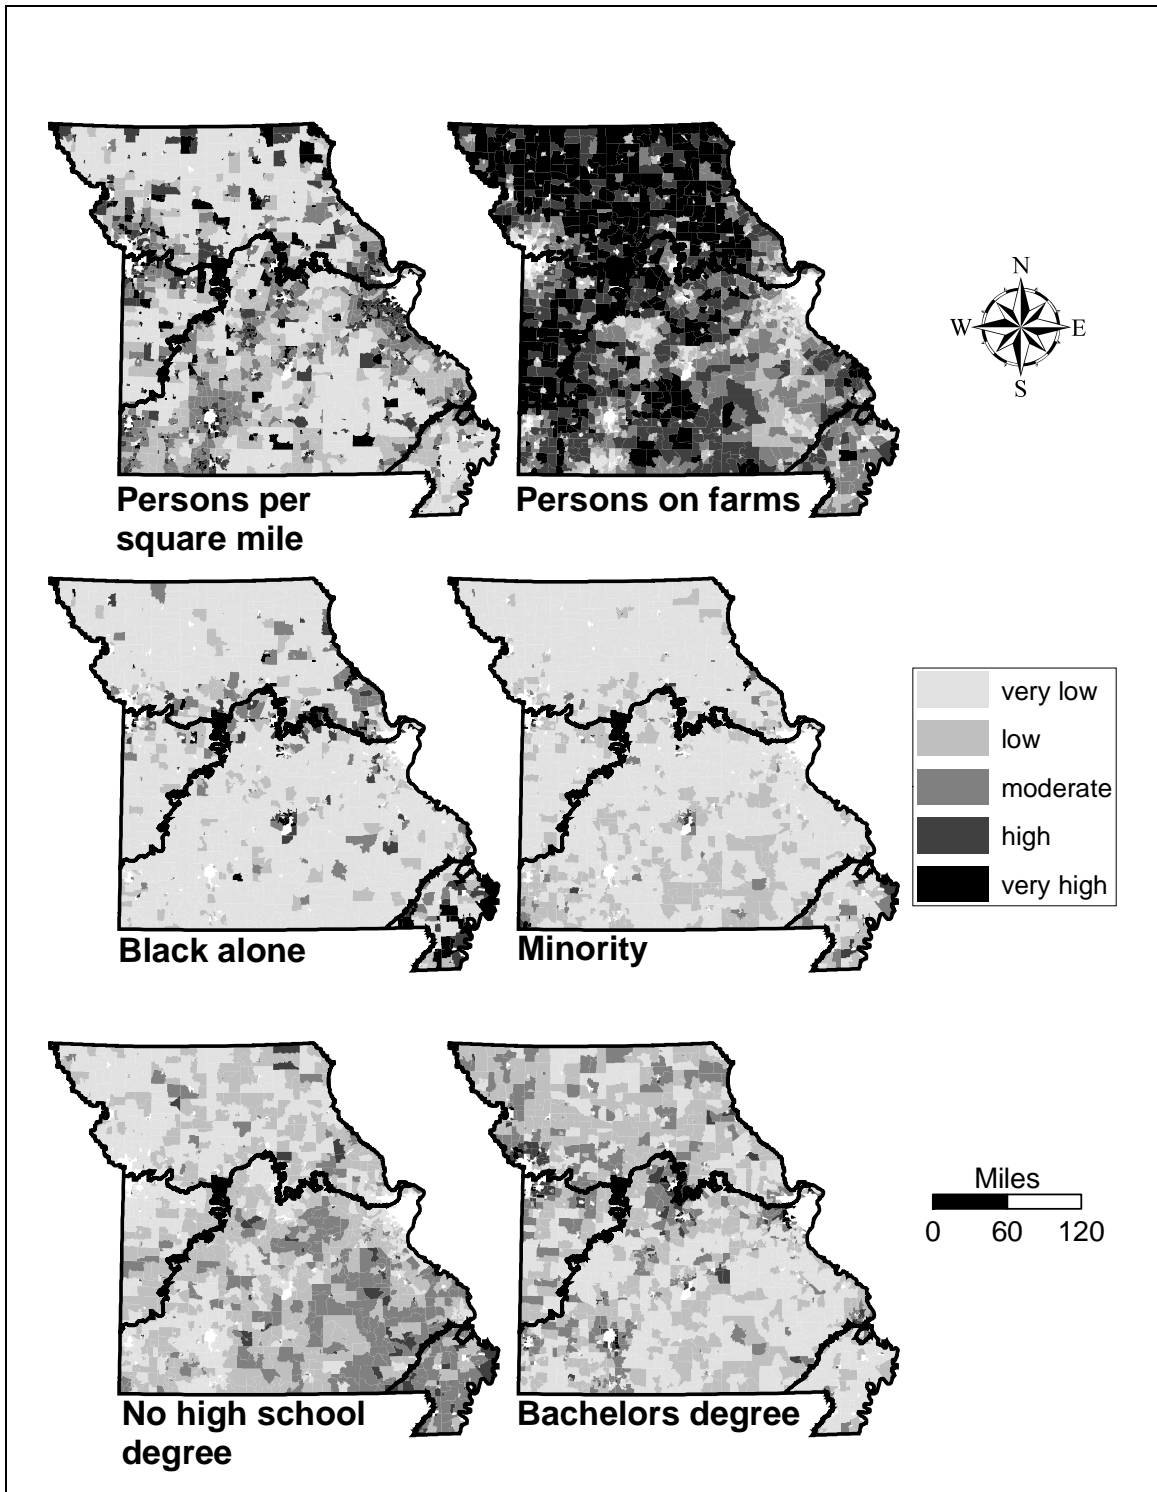 N
W
E
S
Persons per
square mile
Persons on farms
very low
low
moderate
high
very high
Black alone
Minority
Miles
0 60 120
No high school
degree
Bachelors degree